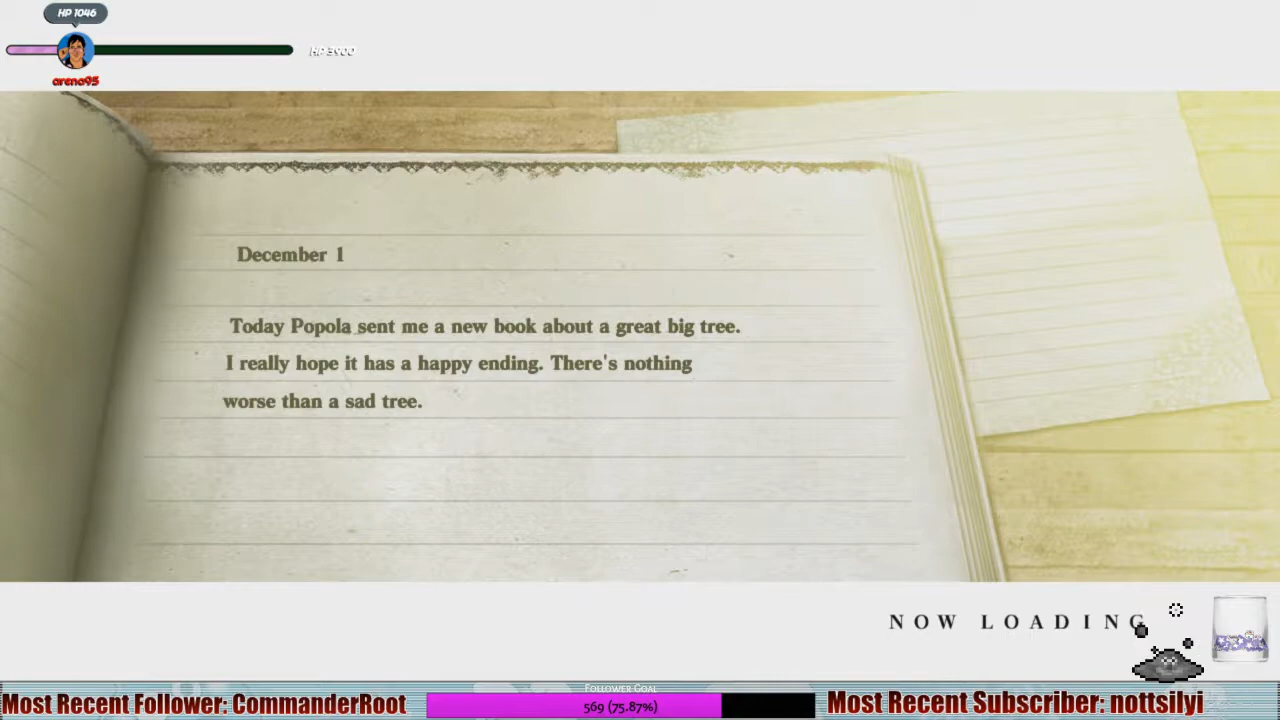 HP 1046
HP 3900
arena95
December 1
Today Popola sent me a new book about a great big tree.
I really hope it has a happy ending. There's nothing
worse than a sad tree.
NOW LOADING
Follower Goal
Most Recent Follower: CommanderRoot
569 (75.87%)
Most Recent Subscriber: nottsilyi